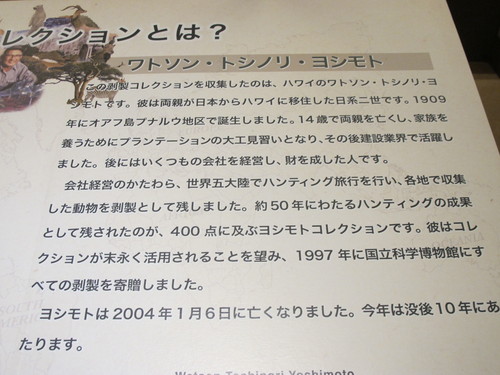 レクションとは?
ワトソン・トシノリ・ヨシモト
この剥製コレクションを収集したのは、ハワイのワトソン・トシノリ・ヨ
シモトです。彼は両親が日本からハワイに移住した日系二世です。1909
年にオアフ島プナルウ地区で誕生しました。14歳で両親を亡くし、家族を
養うためにプランテーションの大工見習いとなり、その後建設業界で活躍し
ました。後にはいくつもの会社を経営し、財を成した人です。
会社経営のかたわら、世界五大陸でハンティング旅行を行い、各地で収集
した動物を剥製として残しました。約50年にわたるハンティングの成果
として残されたのが、400点に及ぶヨシモトコレクションです。彼はコレ
クションが末永く活用されることを望み、1997年に国立科学博物館にす
べての剥製を寄贈しました。
ヨシモトは2004年1月6日に亡くなりました。今年は没後10年にあ
たります。
Watson Toshinori Yoshimoto